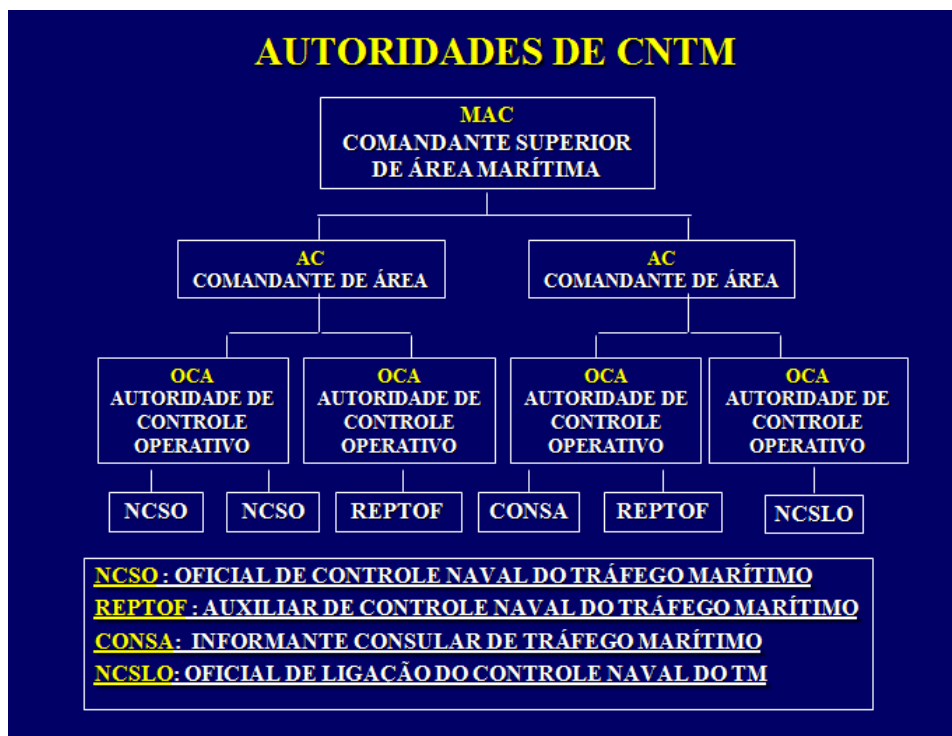 AUTORIDADES DE CNTM
MAC
COMANDANTE SUPERIOR
DE ÁREA MARÍTIMA
AC
COMANDANTE DE ÁREA
AC
COMANDANTE DE ÁREA
OCA
AUTORIDADE DE
CONTROLE
OPERATIVO
OCA
AUTORIDADE DE
CONTROLE
OPERATIVO
OCA
AUTORIDADE DE
CONTROLE
OPERATIVO
OCA
AUTORIDADE DE
CONTROLE
OPERATIVO
NCSO
NCSO
REPTOF
CONSA
REPTOF
NCSLO
NCSO : OFICIAL DE CONTROLE NAVAL DO TRÁFEGO MARÍTIMO
REPTOF : AUXILIAR DE CONTROLE NAVAL DO TRÁFEGO MARÍTIMO
CONSA: INFORMANTE CONSULAR DE TRÁFEGO MARÍTIMO
NCSLO: OFICIAL DE LIGAÇÃO DO CONTROLE NAVAL DO TM